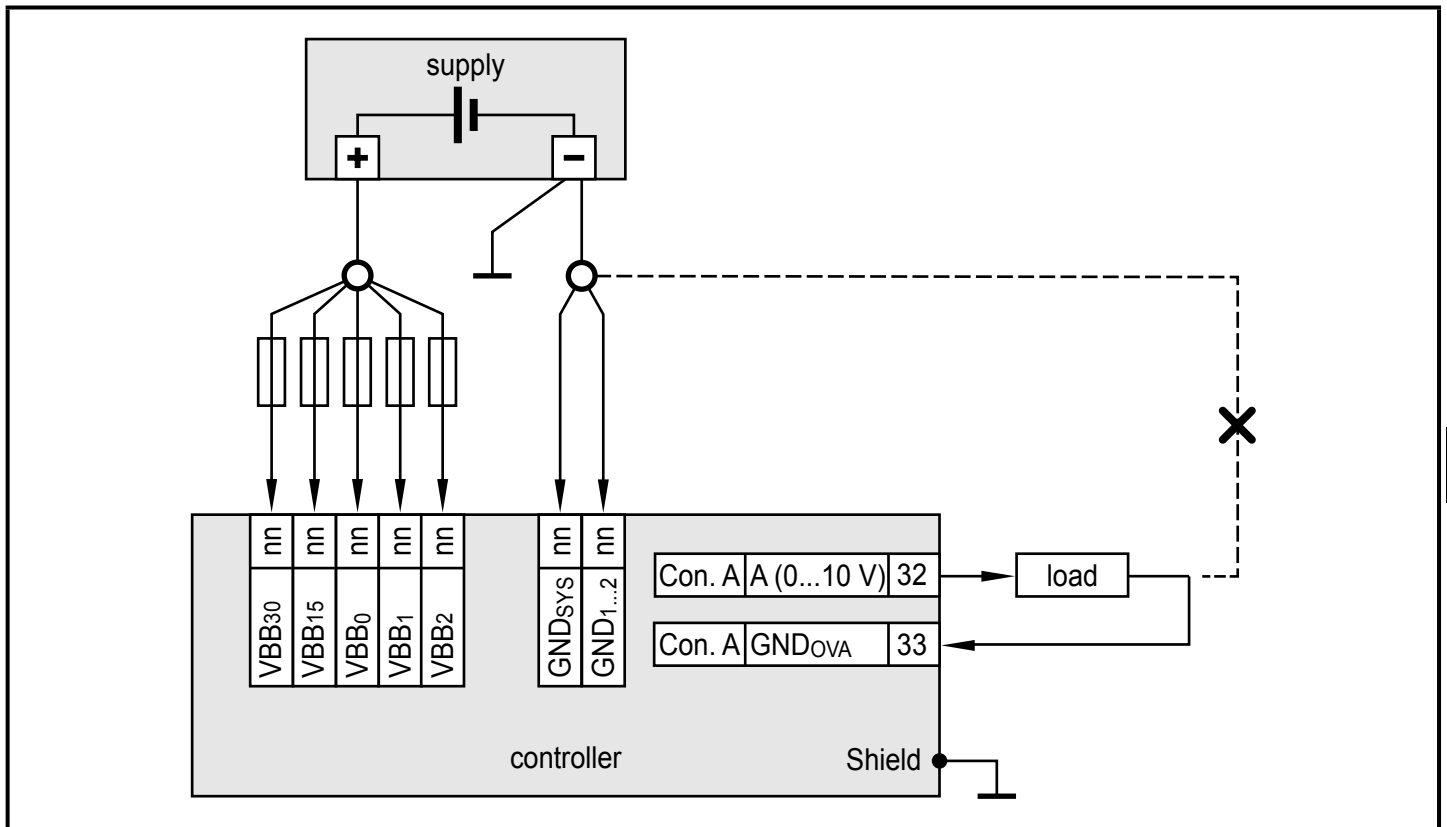 supply
+
−
nn
nn
nn
nn
nn
nn
nn
VBB30
VBB15
VBB0
VBB1
VBB2
GNDSYS
GND1...2
Con. A A (0...10 V) 32
load
Con. A GNDOVA 33
controller
Shield